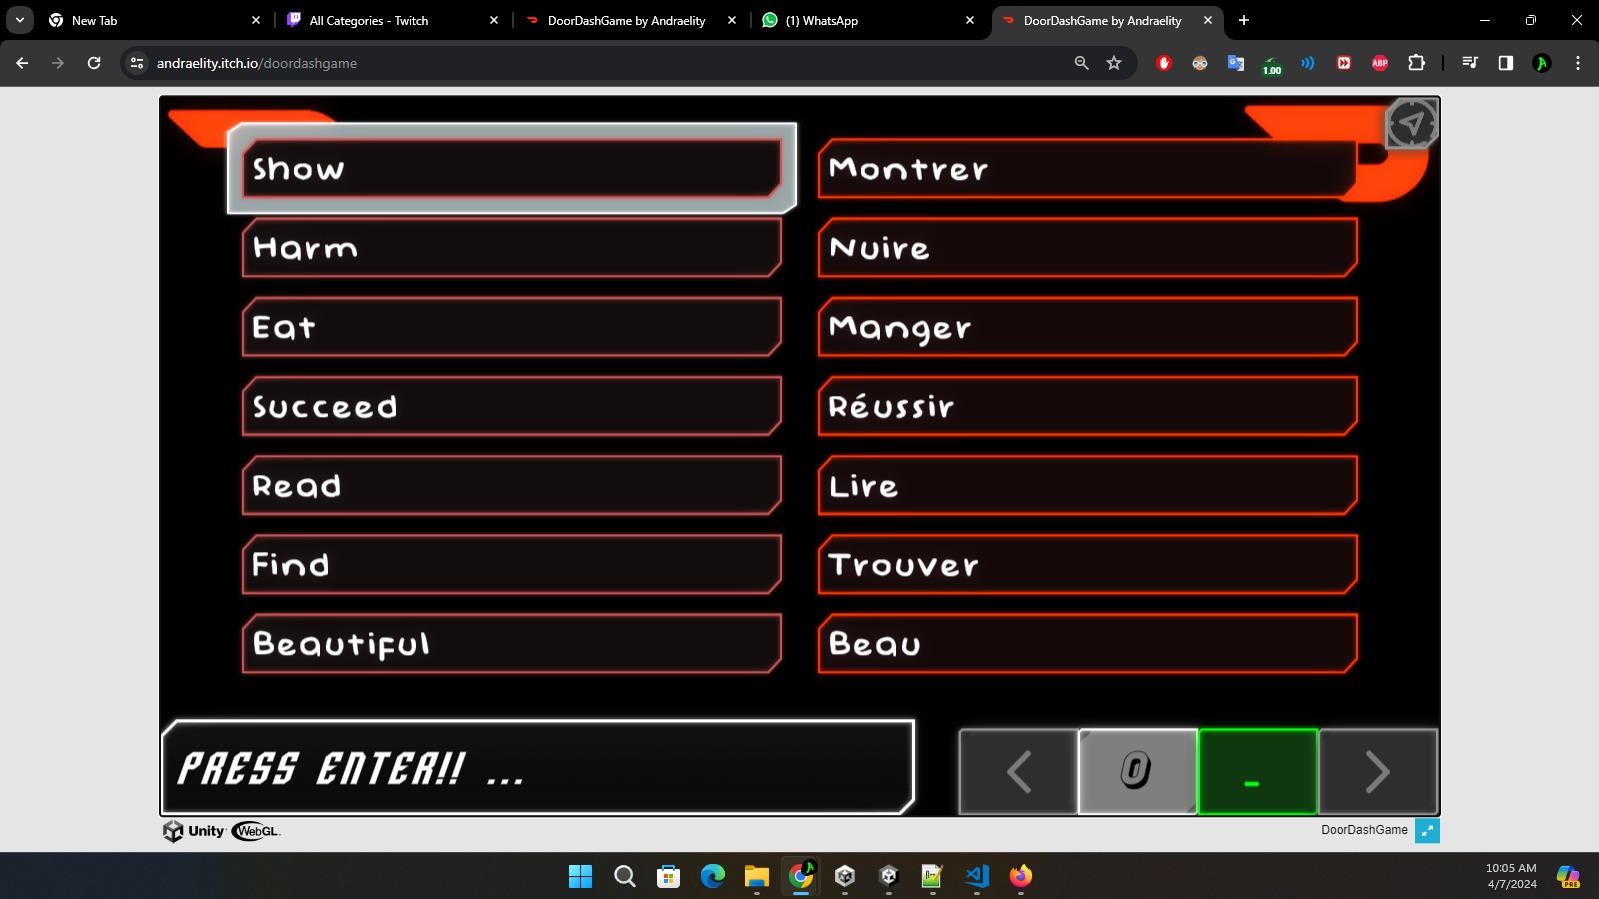 New Tab
All Categories - Twitch
DoorDashGame by Andraelity
(1) WhatsApp
DoorDashGame by Andraelity
andraelity.itch.io/doordashgame
1.00
ABP
Show
Montrer
Harm
Nuire
Eat
Manger
Succeed
Réussir
Read
Lire
Find
Trouver
Beautiful
Beau
PRESS ENTER!! ...
0
_
Unity WebGL
DoorDashGame
10:05 AM
4/7/2024
PRE